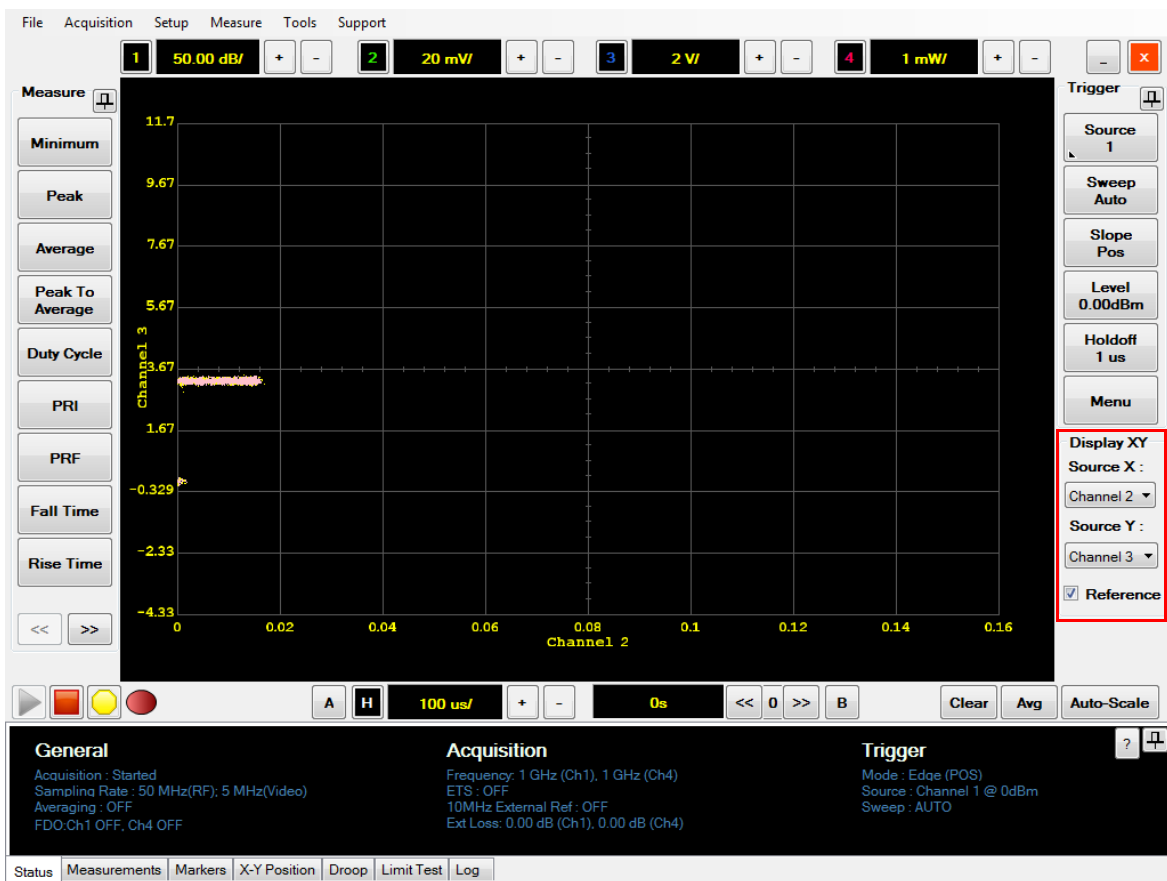 File Acquisition Setup Measure Tools Support
1 50.00 dB/ + - 2 20 mV/ + - 3 2 V/ + - 4 1 mW/ + - _ x
Measure
Minimum
Peak
Average
Peak To
Average
Duty Cycle
PRI
PRF
Fall Time
Rise Time
<< >>
11.7
9.67
7.67
5.67
3.67
1.67
-0.329
-2.33
-4.33
Channel 3
0 0.02 0.04 0.06 0.08 0.1 0.12 0.14 0.16
Channel 2
Trigger
Source
1
Sweep
Auto
Slope
Pos
Level
0.00dBm
Holdoff
1 us
Menu
Display XY
Source X :
Channel 2
Source Y :
Channel 3
Reference
A H 100 us/ + - 0s << 0 >> B Clear Avg Auto-Scale
General
Acquisition : Started
Sampling Rate : 50 MHz(RF); 5 MHz(Video)
Averaging : OFF
FDO:Ch1 OFF, Ch4 OFF
Acquisition
Frequency: 1 GHz (Ch1), 1 GHz (Ch4)
ETS : OFF
10MHz External Ref : OFF
Ext Loss: 0.00 dB (Ch1), 0.00 dB (Ch4)
Trigger
Mode : Edge (POS)
Source : Channel 1 @ 0dBm
Sweep : AUTO
?
Status Measurements Markers X-Y Position Droop Limit Test Log